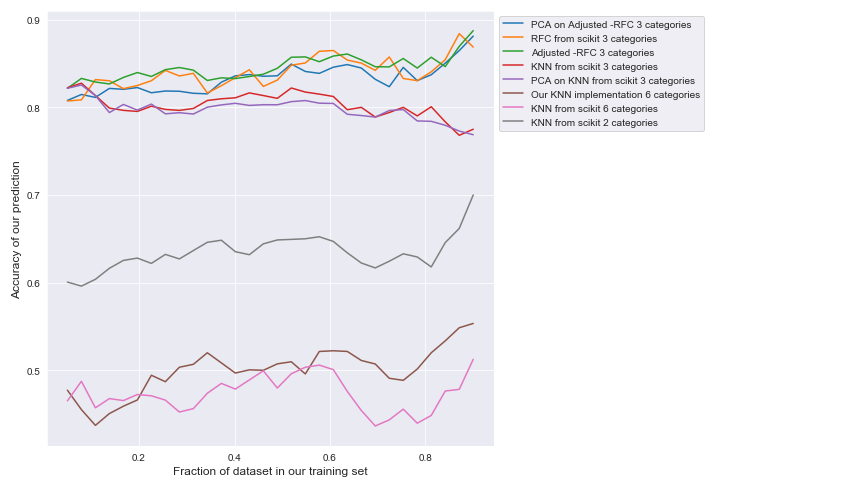 0.9
0.8
0.7
0.6
0.5
Accuracy of our prediction
0.2
0.4
0.6
0.8
Fraction of dataset in our training set
PCA on Adjusted -RFC 3 categories
RFC from scikit 3 categories
Adjusted -RFC 3 categories
KNN from scikit 3 categories
PCA on KNN from scikit 3 categories
Our KNN implementation 6 categories
KNN from scikit 6 categories
KNN from scikit 2 categories